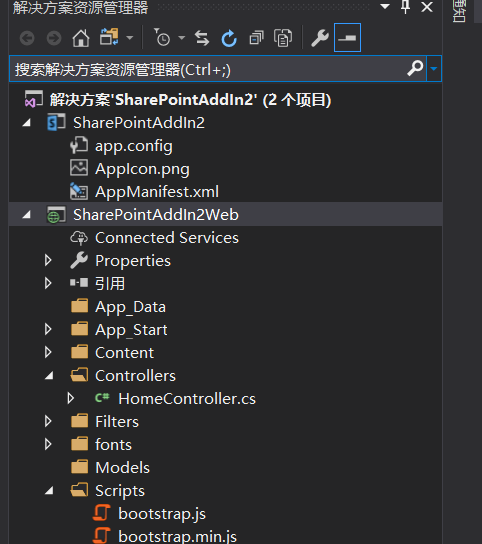 解决方案资源管理器
通知
搜索解决方案资源管理器(Ctrl+;)
解决方案'SharePointAddIn2' (2 个项目)
SharePointAddIn2
app.config
AppIcon.png
AppManifest.xml
SharePointAddIn2Web
Connected Services
Properties
引用
App_Data
App_Start
Content
Controllers
C# HomeController.cs
Filters
fonts
Models
Scripts
bootstrap.js
bootstrap.min.js